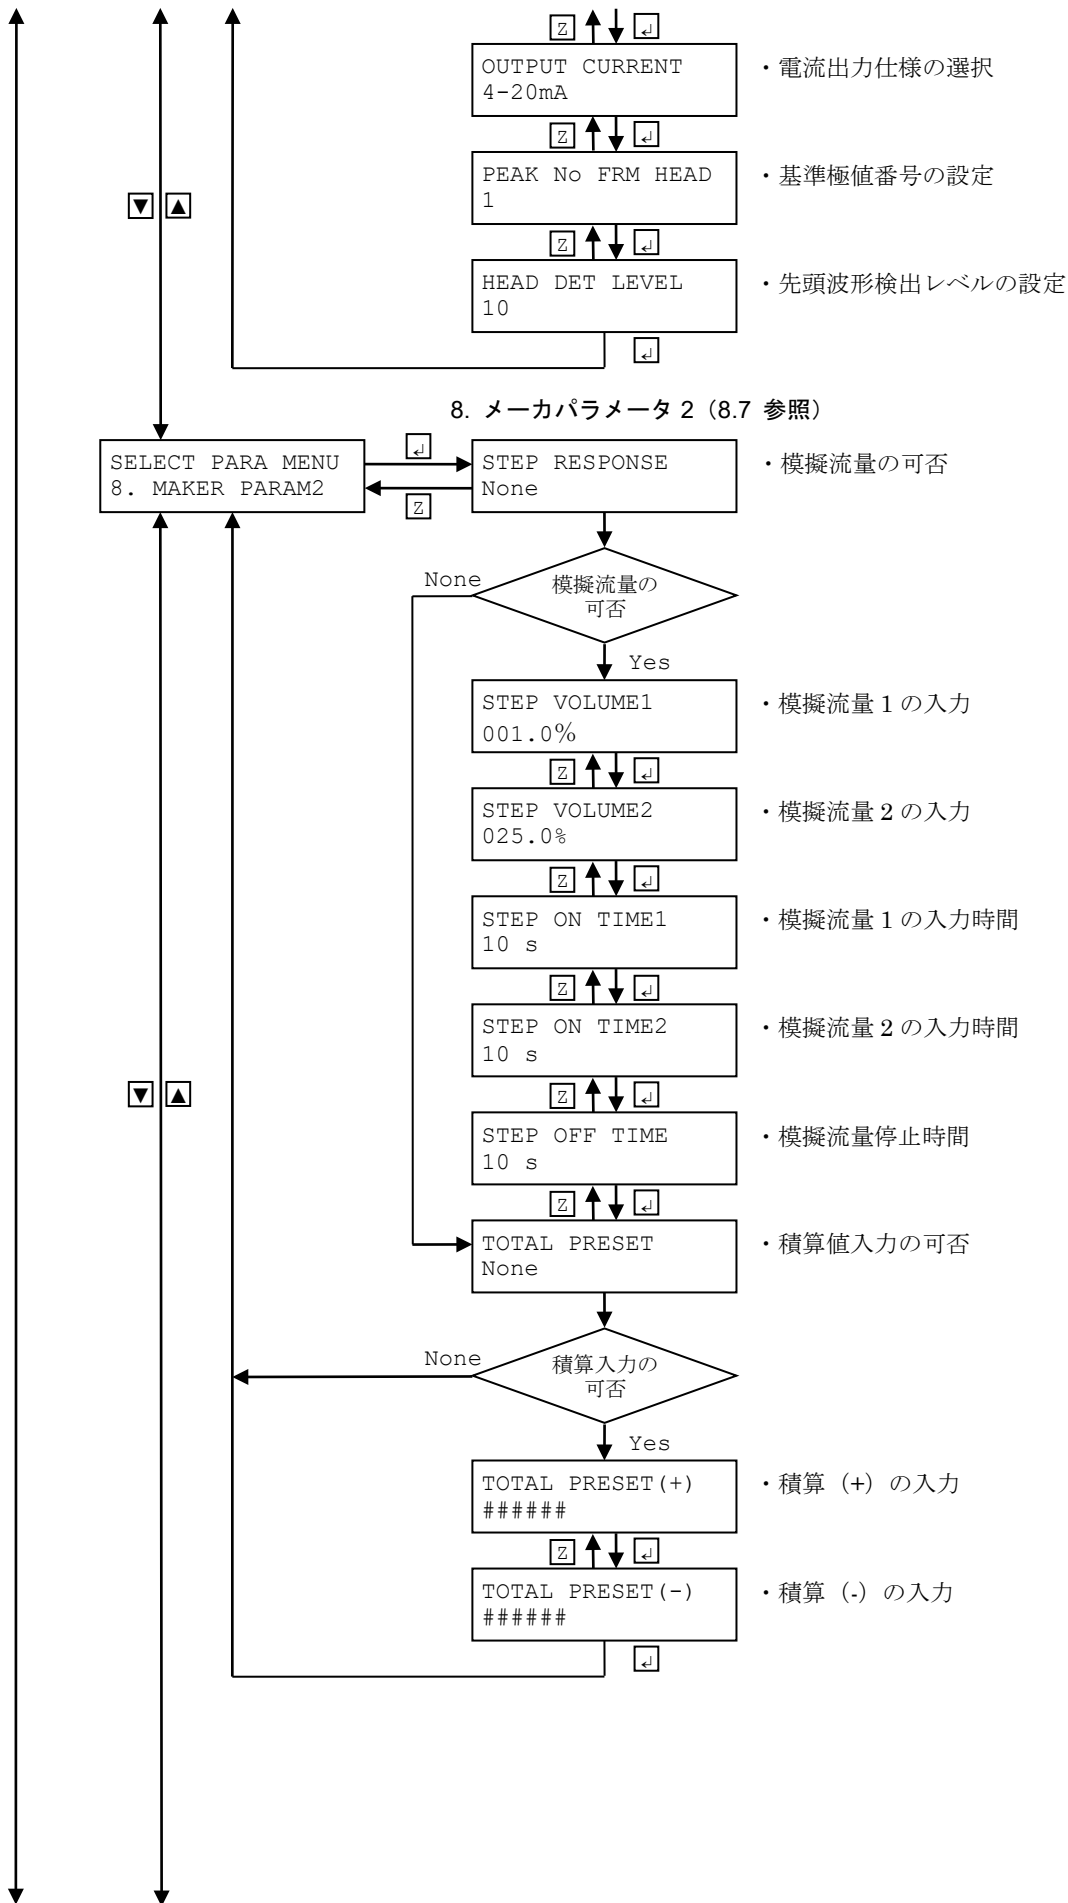 Z ↵
OUTPUT CURRENT
4-20mA
・電流出力仕様の選択
Z ↵
PEAK No FRM HEAD
1
・基準極値番号の設定
▼ ▲
Z ↵
HEAD DET LEVEL
10
・先頭波形検出レベルの設定
↵
8. メーカパラメータ 2（8.7 参照）
SELECT PARA MENU
8. MAKER PARAM2
↵
Z
STEP RESPONSE
None
・模擬流量の可否
None
模擬流量の
可否
Yes
STEP VOLUME1
001.0%
・模擬流量 1 の入力
Z ↵
STEP VOLUME2
025.0%
・模擬流量 2 の入力
Z ↵
STEP ON TIME1
10 s
・模擬流量 1 の入力時間
Z ↵
STEP ON TIME2
10 s
・模擬流量 2 の入力時間
▼ ▲
Z ↵
STEP OFF TIME
10 s
・模擬流量停止時間
Z ↵
TOTAL PRESET
None
・積算値入力の可否
None
積算入力の
可否
Yes
TOTAL PRESET(+)
######
・積算（+）の入力
Z ↵
TOTAL PRESET(-)
######
・積算（-）の入力
↵